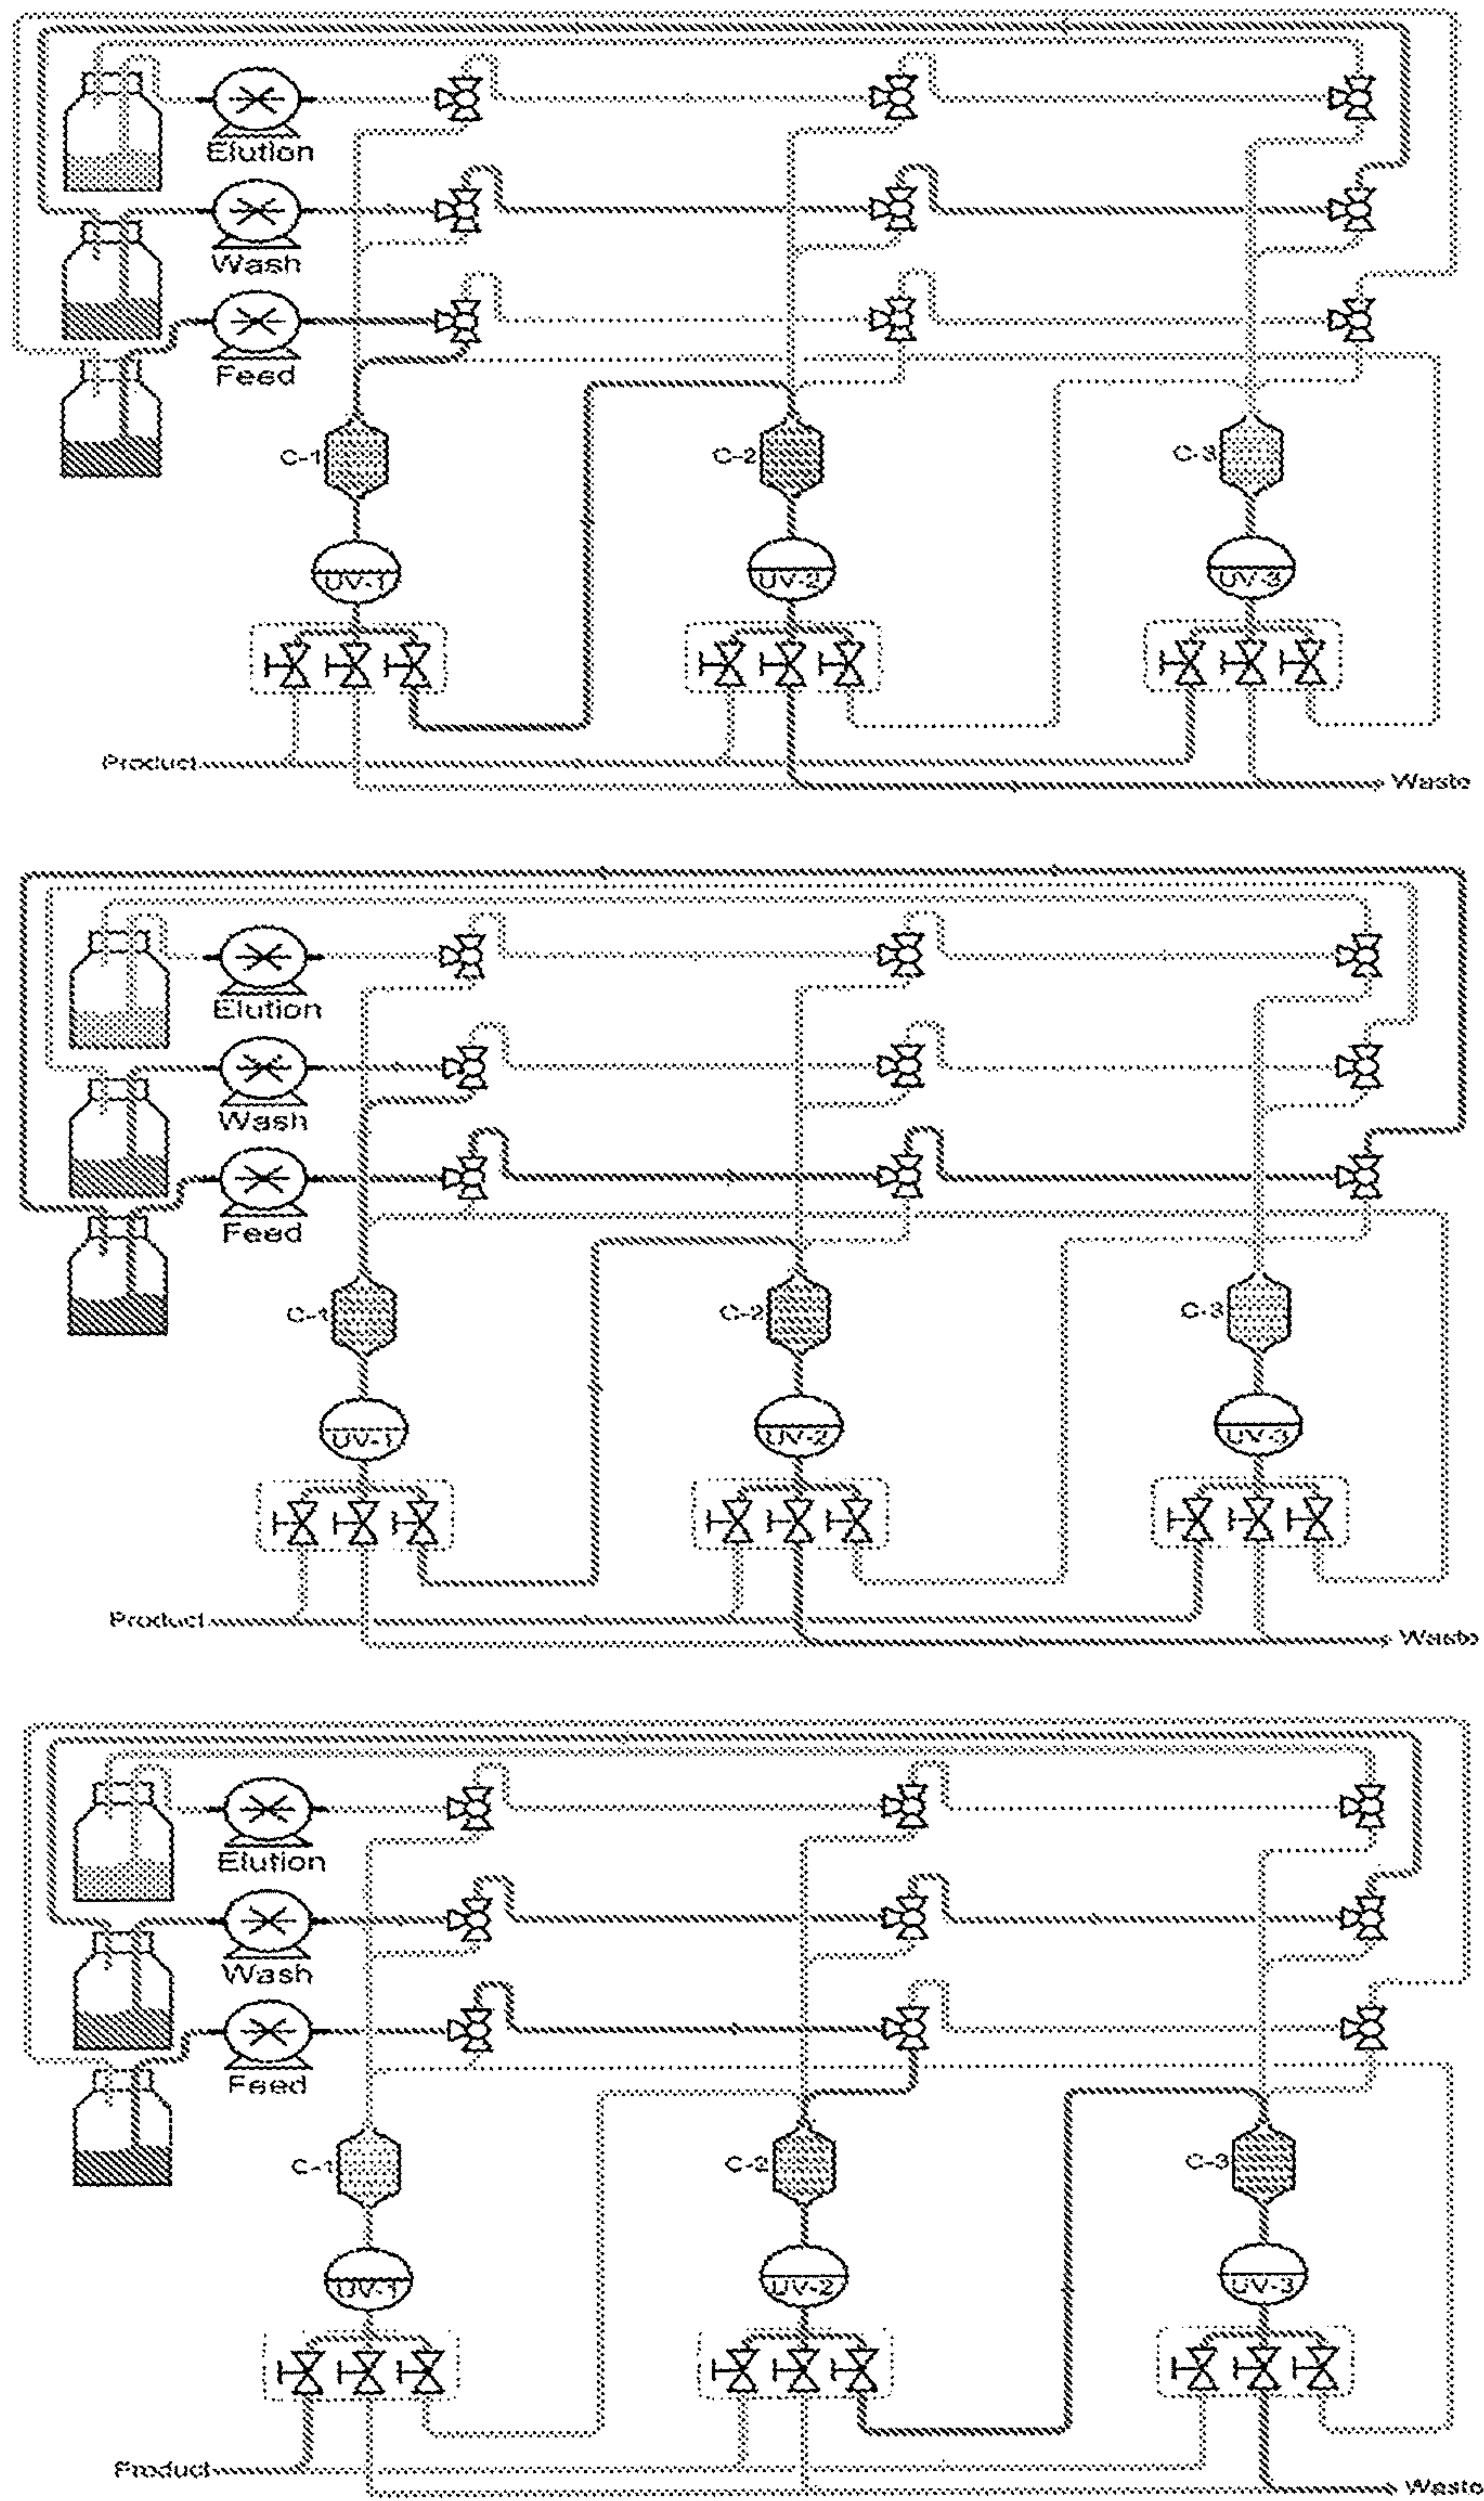 Elution
Wash
Feed
C-1
C-2
C-3
UV-1
UV-2
UV-3
Product
Waste
Elution
Wash
Feed
C-1
C-2
C-3
UV-1
UV-2
UV-3
Product
Waste
Elution
Wash
Feed
C-1
C-2
C-3
UV-1
UV-2
UV-3
Product
Waste